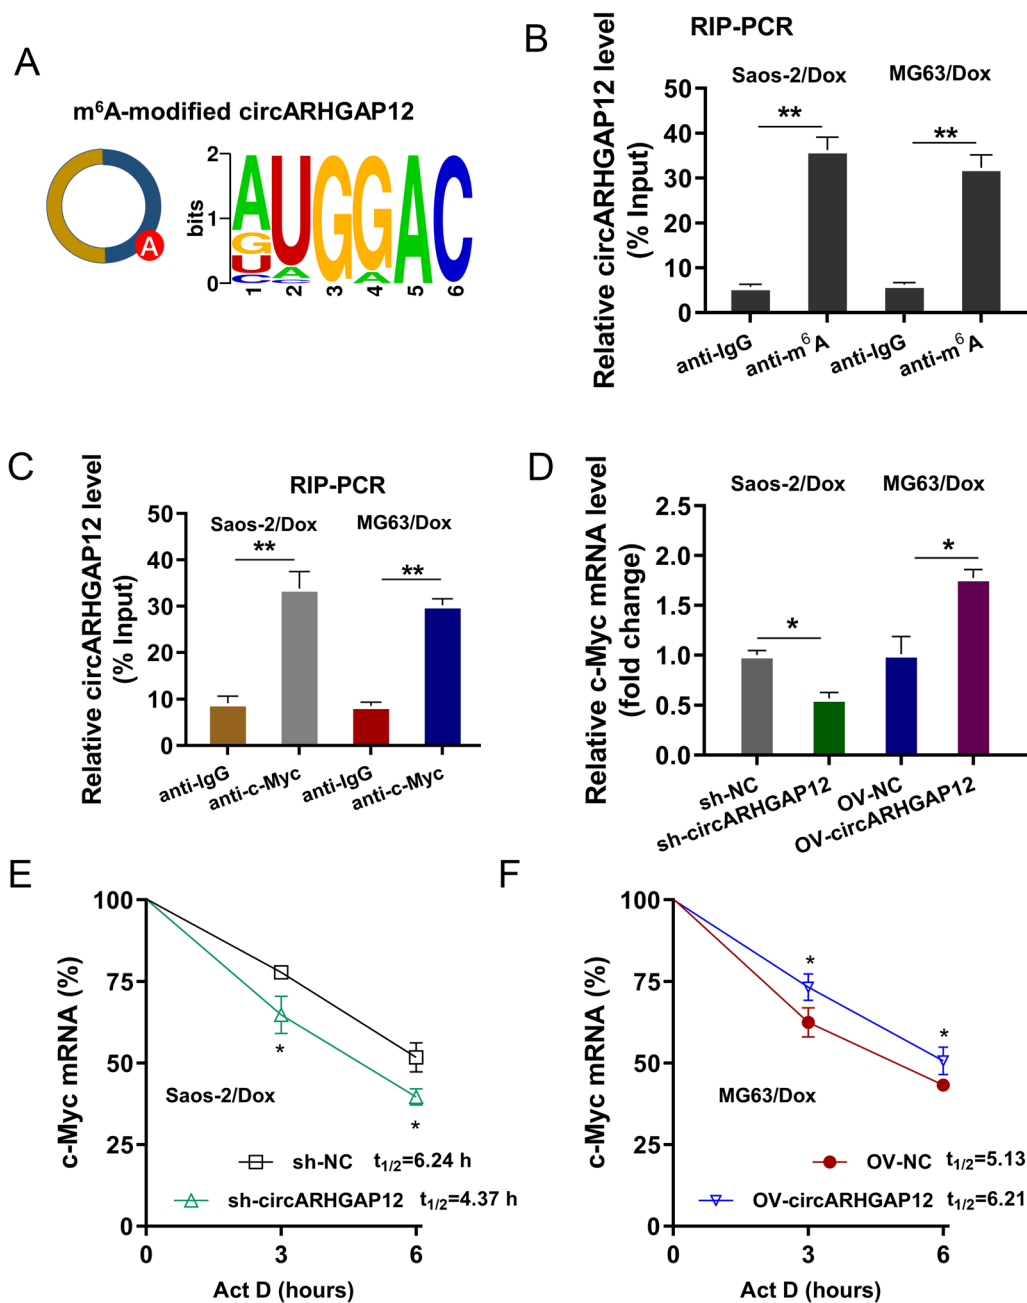 A
m⁶A-modified circARHGAP12
A
bits
2
1
0
AUGGAC
GAA
UC
C
1 2 3 4 5 6
B
RIP-PCR
Saos-2/Dox MG63/Dox
Relative circARHGAP12 level
(% Input)
50
40
30
20
10
0
** **
anti-IgG anti-m⁶A anti-IgG anti-m⁶A
C
RIP-PCR
Saos-2/Dox MG63/Dox
Relative circARHGAP12 level
(% Input)
50
40
30
20
10
0
** **
anti-IgG anti-c-Myc anti-IgG anti-c-Myc
D
Saos-2/Dox MG63/Dox
Relative c-Myc mRNA level
(fold change)
2.5
2.0
1.5
1.0
0.5
0.0
* *
sh-NC sh-circARHGAP12 OV-NC OV-circARHGAP12
E
c-Myc mRNA (%)
100
75
50
25
0
* *
Saos-2/Dox
sh-NC t1/2=6.24 h
sh-circARHGAP12 t1/2=4.37 h
0 3 6
Act D (hours)
F
c-Myc mRNA (%)
100
75
50
25
0
* *
MG63/Dox
OV-NC t1/2=5.13
OV-circARHGAP12 t1/2=6.21
0 3 6
Act D (hours)